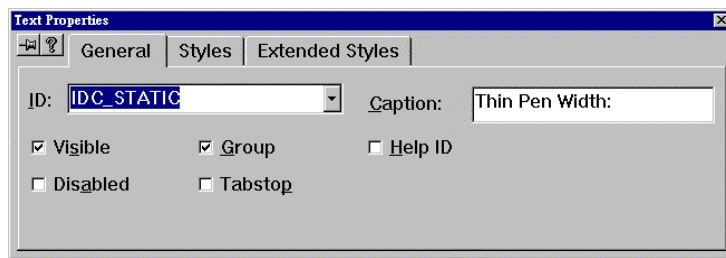 Text Properties
? General Styles Extended Styles
ID: IDC_STATIC Caption: Thin Pen Width:
Visible Group Help ID
Disabled Tabstop